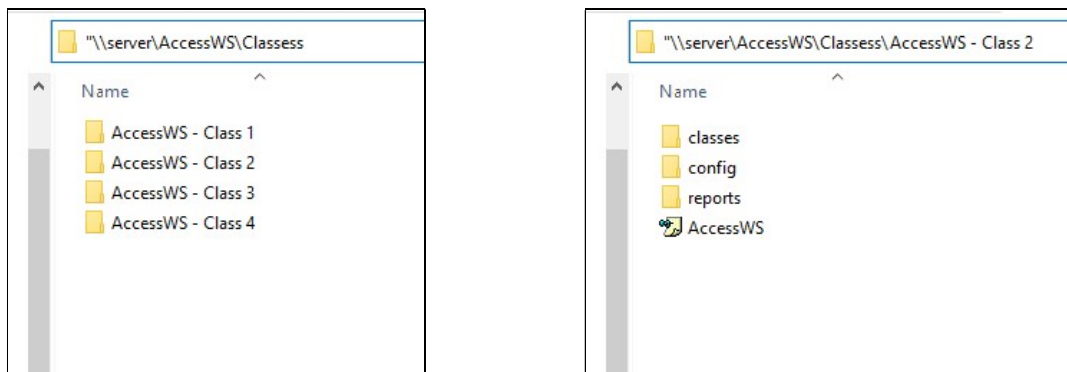 "\\server\AccessWS\Classess
Name
AccessWS - Class 1
AccessWS - Class 2
AccessWS - Class 3
AccessWS - Class 4
"\\server\AccessWS\Classess\AccessWS - Class 2
Name
classes
config
reports
AccessWS